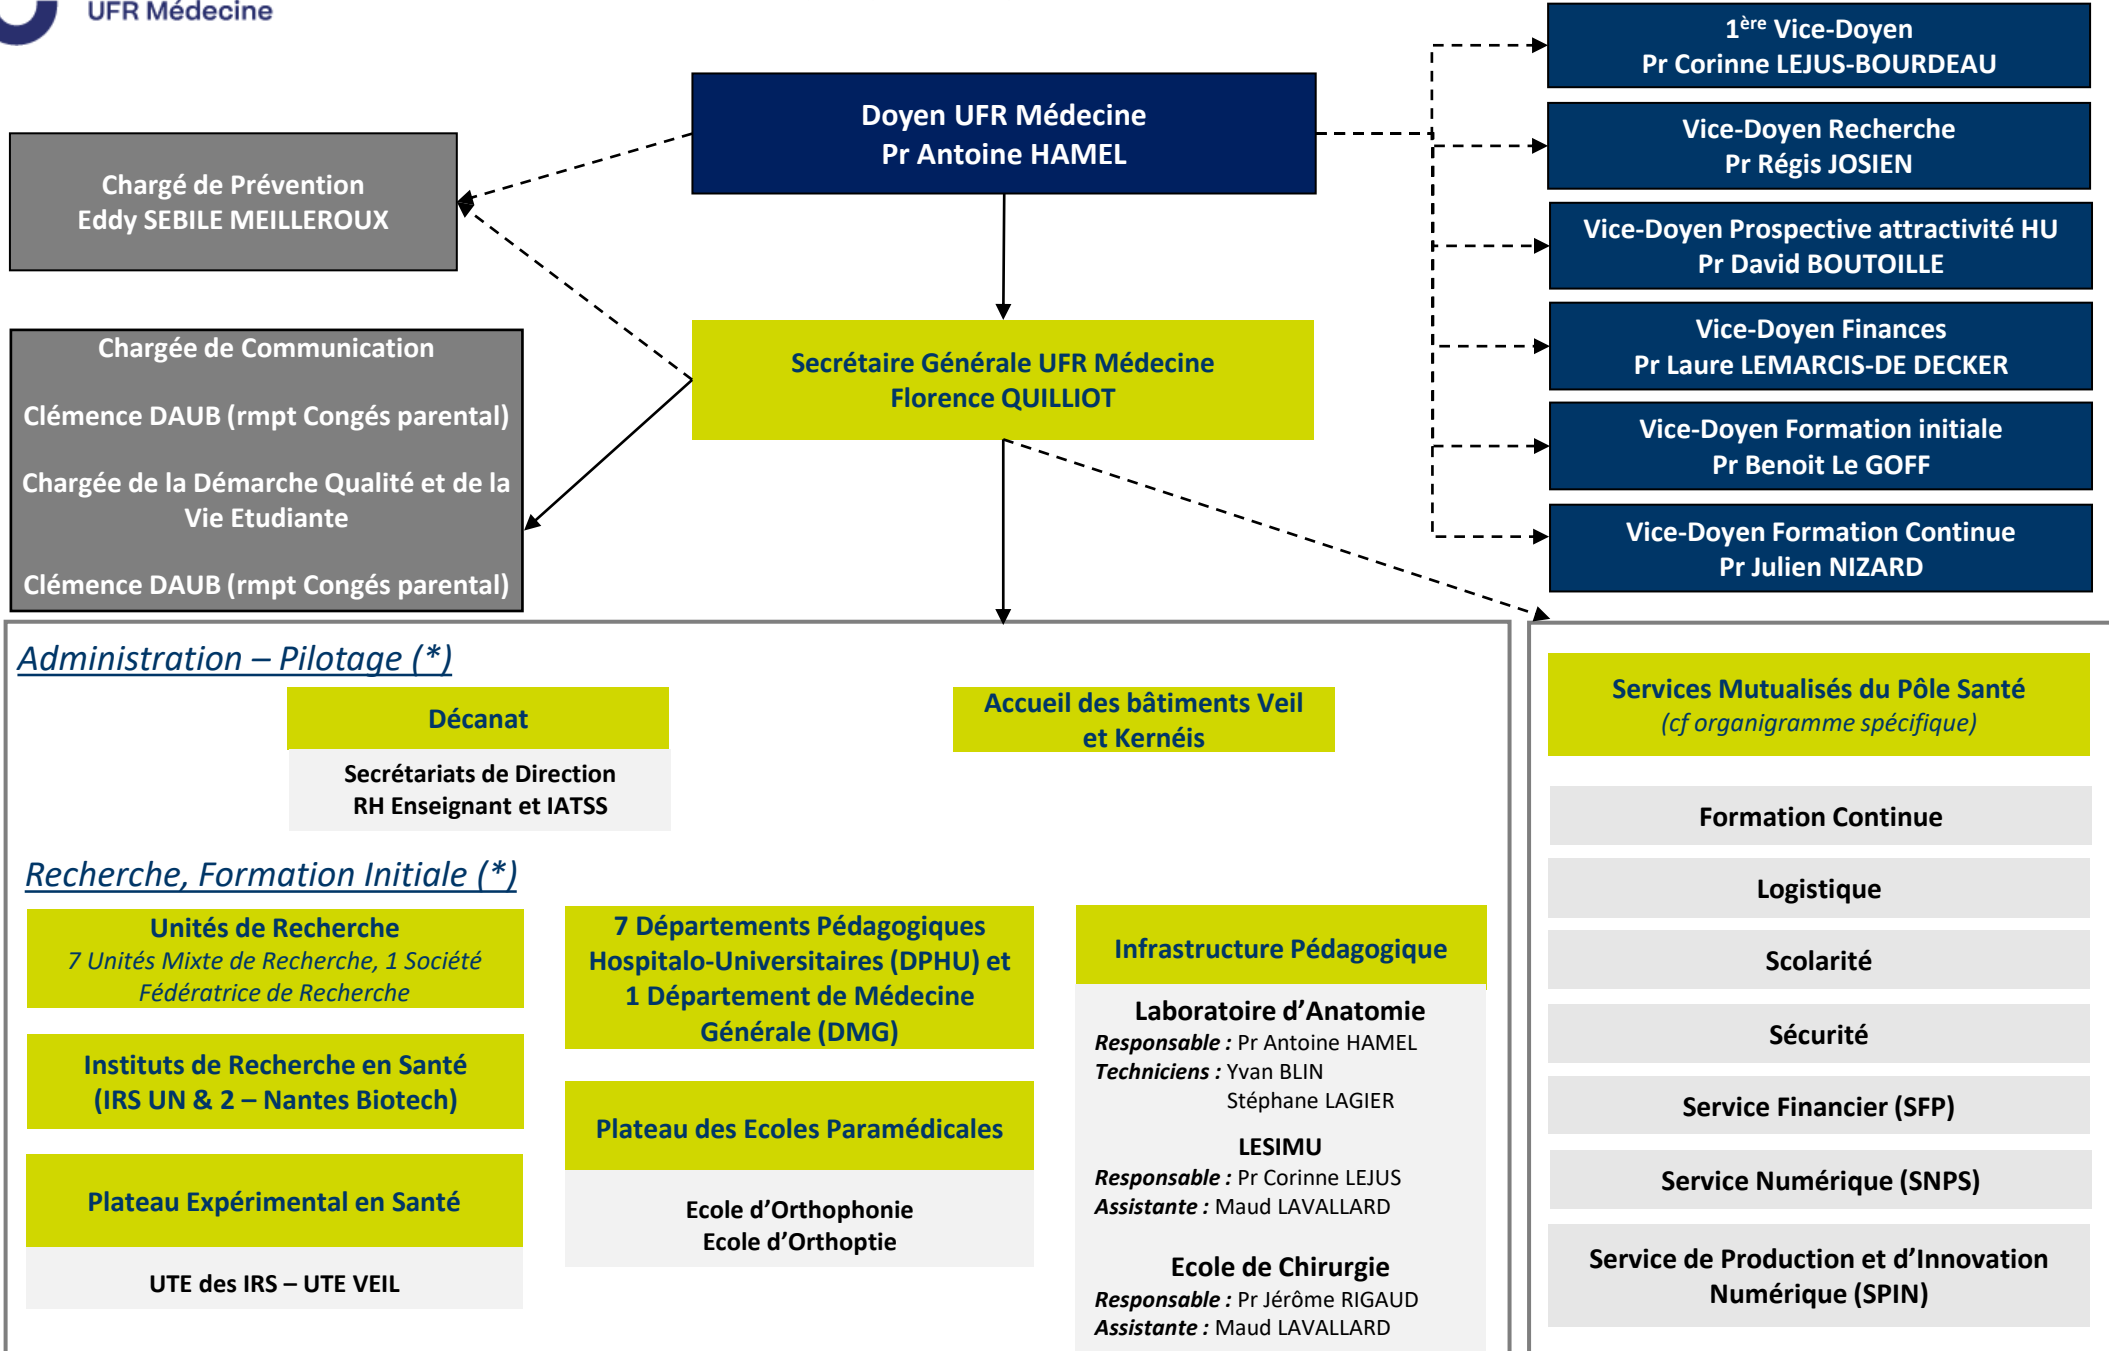 UFR Médecine
Doyen UFR Médecine
Pr Antoine HAMEL
1ère Vice-Doyen
Pr Corinne LEJUS-BOURDEAU
Vice-Doyen Recherche
Pr Régis JOSIEN
Vice-Doyen Prospective attractivité HU
Pr David BOUTOILLE
Vice-Doyen Finances
Pr Laure LEMARCIS-DE DECKER
Vice-Doyen Formation initiale
Pr Benoit Le GOFF
Vice-Doyen Formation Continue
Pr Julien NIZARD
Chargé de Prévention
Eddy SEBILE MEILLEROUX
Chargée de Communication
Clémence DAUB (rmpt Congés parental)
Chargée de la Démarche Qualité et de la
Vie Etudiante
Clémence DAUB (rmpt Congés parental)
Secrétaire Générale UFR Médecine
Florence QUILLIOT
Administration – Pilotage (*)
Décanat
Secrétariats de Direction
RH Enseignant et IATSS
Accueil des bâtiments Veil
et Kernéis
Recherche, Formation Initiale (*)
Unités de Recherche
7 Unités Mixte de Recherche, 1 Société
Fédératrice de Recherche
Instituts de Recherche en Santé
(IRS UN & 2 – Nantes Biotech)
Plateau Expérimental en Santé
UTE des IRS – UTE VEIL
7 Départements Pédagogiques
Hospitalo-Universitaires (DPHU) et
1 Département de Médecine
Générale (DMG)
Plateau des Ecoles Paramédicales
Ecole d’Orthophonie
Ecole d’Orthoptie
Infrastructure Pédagogique
Laboratoire d’Anatomie
Responsable : Pr Antoine HAMEL
Techniciens : Yvan BLIN
Stéphane LAGIER
LESIMU
Responsable : Pr Corinne LEJUS
Assistante : Maud LAVALLARD
Ecole de Chirurgie
Responsable : Pr Jérôme RIGAUD
Assistante : Maud LAVALLARD
Services Mutualisés du Pôle Santé
(cf organigramme spécifique)
Formation Continue
Logistique
Scolarité
Sécurité
Service Financier (SFP)
Service Numérique (SNPS)
Service de Production et d’Innovation
Numérique (SPIN)